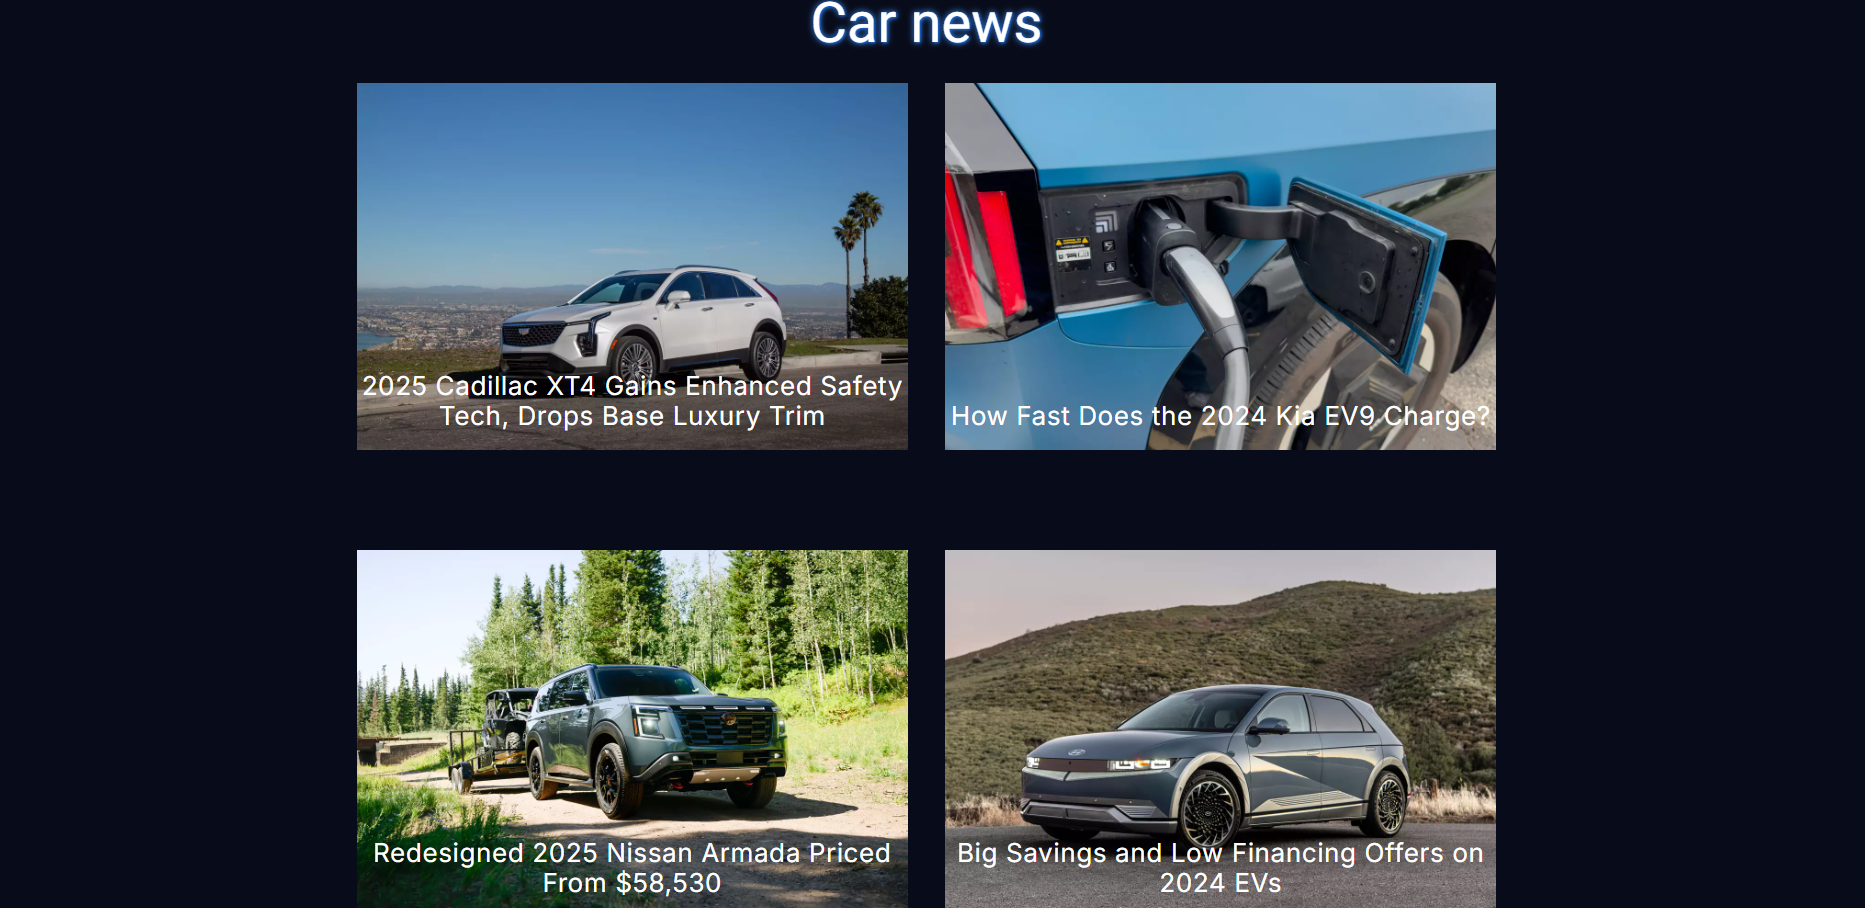 Car news
2025 Cadillac XT4 Gains Enhanced Safety
Tech, Drops Base Luxury Trim
How Fast Does the 2024 Kia EV9 Charge?
Redesigned 2025 Nissan Armada Priced
From $58,530
Big Savings and Low Financing Offers on
2024 EVs